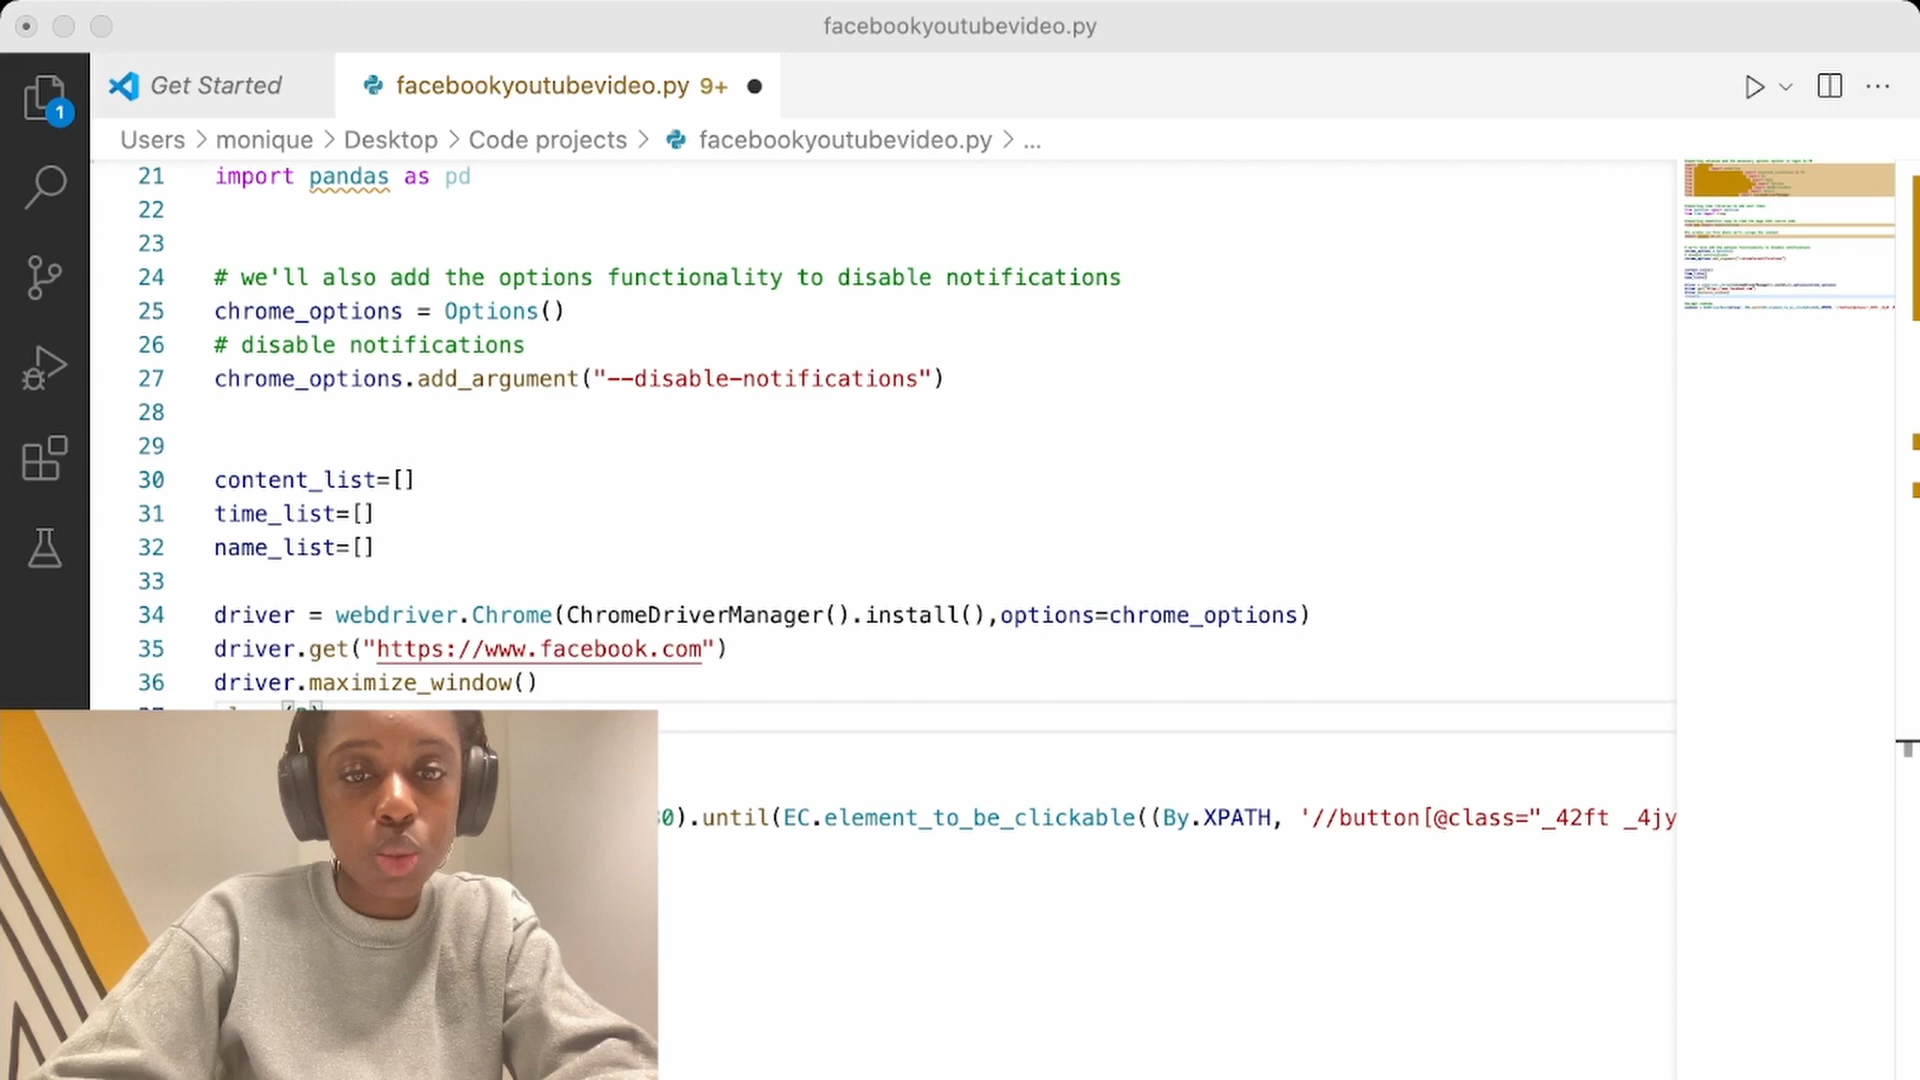 facebookyoutubevideo.py
Get Started
facebookyoutubevideo.py 9+
1
Users > monique > Desktop > Code projects > facebookyoutubevideo.py > ...
21 import pandas as pd
22
23
24 # we'll also add the options functionality to disable notifications
25 chrome_options = Options()
26 # disable notifications
27 chrome_options.add_argument("--disable-notifications")
28
29
30 content_list=[]
31 time_list=[]
32 name_list=[]
33
34 driver = webdriver.Chrome(ChromeDriverManager().install(),options=chrome_options)
35 driver.get("https://www.facebook.com")
36 driver.maximize_window()
0).until(EC.element_to_be_clickable((By.XPATH, '//button[@class="_42ft _4jy